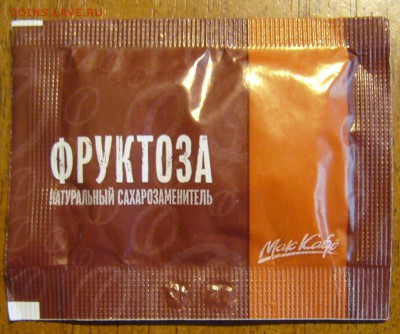 COINS.LAVE.RU
ФРУКТОЗА
НАТУРАЛЬНЫЙ САХАРОЗАМЕНИТЕЛЬ
МакКафе